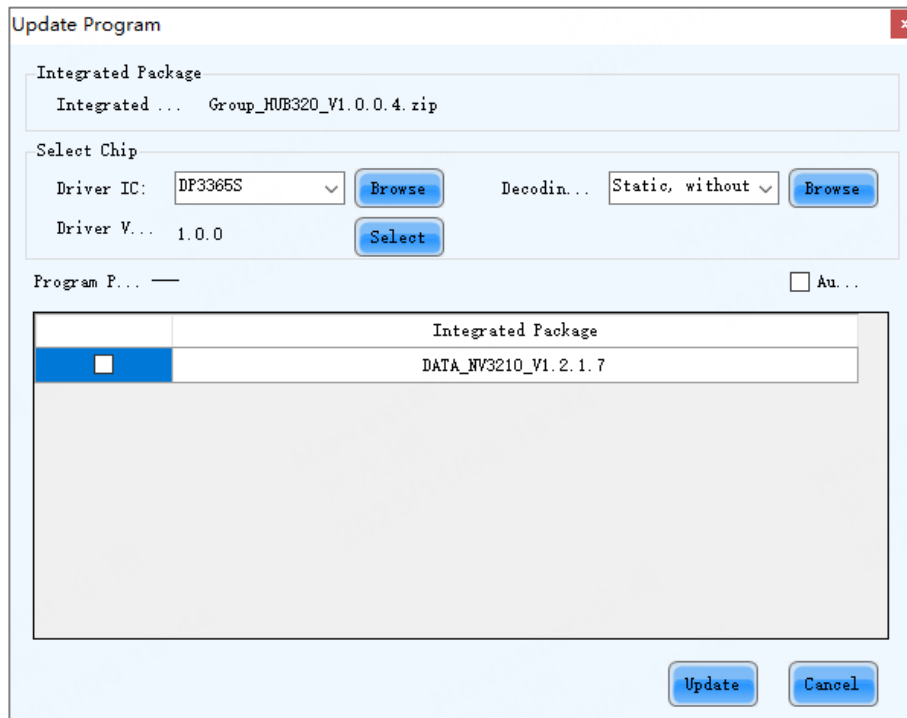 Update Program
x
Integrated Package
Integrated ... Group_HUB320_V1.0.0.4.zip
Select Chip
Driver IC: DP3365S Browse Decodin... Static, without Browse
Driver V... 1.0.0 Select
Program P... — Au...
Integrated Package
DATA_NV3210_V1.2.1.7
Update Cancel